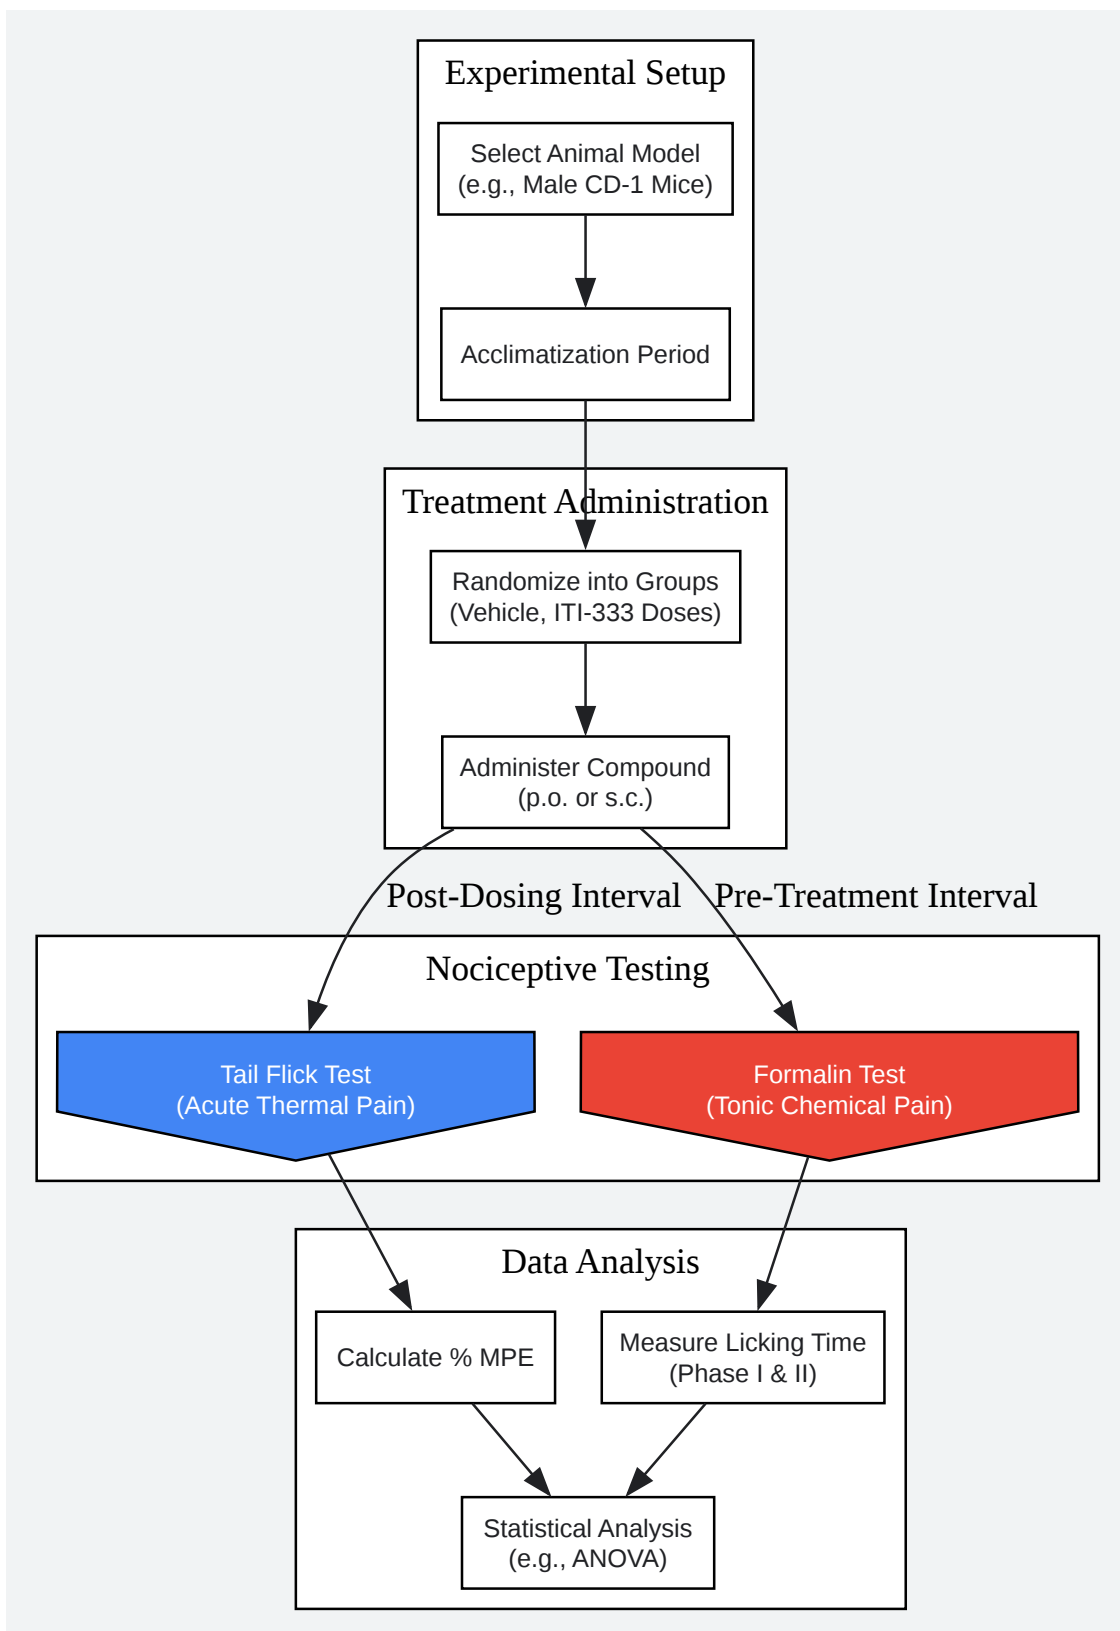 Experimental Setup
Select Animal Model
(e.g., Male CD-1 Mice)
Acclimatization Period
Treatment Administration
Randomize into Groups
(Vehicle, ITI-333 Doses)
Administer Compound
(p.o. or s.c.)
Post-Dosing Interval
Pre-Treatment Interval
Nociceptive Testing
Tail Flick Test
(Acute Thermal Pain)
Formalin Test
(Tonic Chemical Pain)
Data Analysis
Calculate % MPE
Measure Licking Time
(Phase I & II)
Statistical Analysis
(e.g., ANOVA)